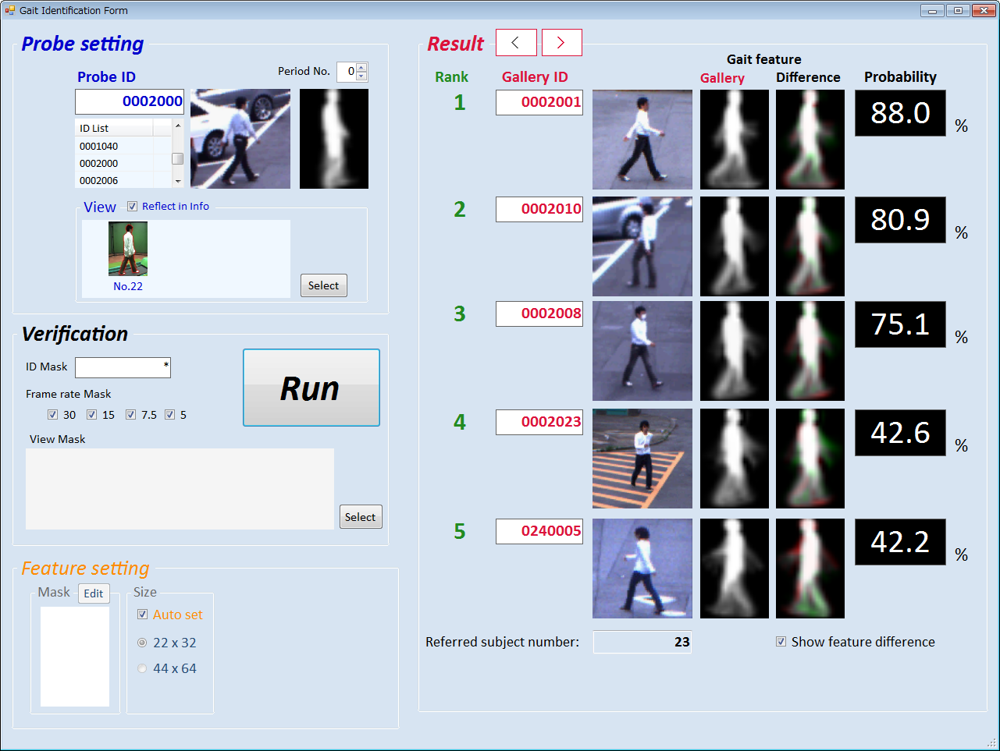 Gait Identification Form
Probe setting
Probe ID
Period No. 0
0002000
ID List
0001040
0002000
0002006
View
Reflect in Info
No.22
Select
Verification
ID Mask *
Frame rate Mask
30 15 7.5 5
View Mask
Run
Select
Feature setting
Mask Edit
Size
Auto set
22 x 32
44 x 64
Result < >
Gait feature
Rank Gallery ID Gallery Difference Probability
1 0002001 88.0 %
2 0002010 80.9 %
3 0002008 75.1 %
4 0002023 42.6 %
5 0240005 42.2 %
Referred subject number: 23
Show feature difference